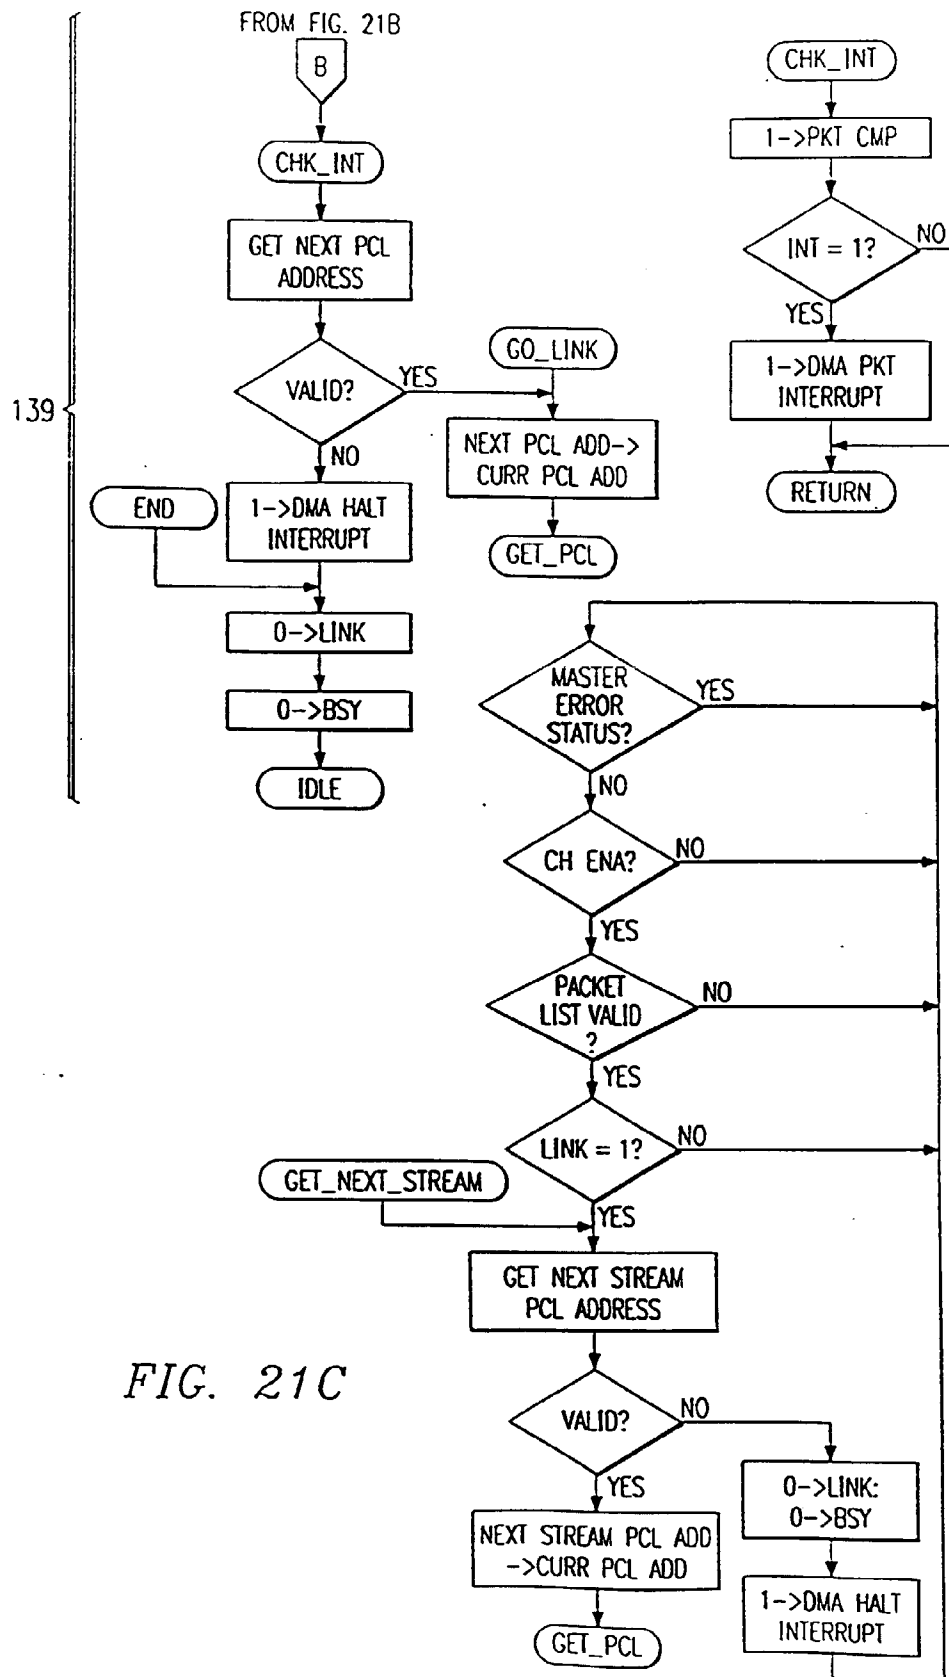 FROM FIG. 21B
B
CHK_INT
GET NEXT PCL
ADDRESS
VALID?
YES
NO
139
END
1->DMA HALT
INTERRUPT
0->LINK
0->BSY
IDLE
GO_LINK
NEXT PCL ADD->
CURR PCL ADD
GET_PCL
CHK_INT
1->PKT CMP
INT = 1?
NO
YES
1->DMA PKT
INTERRUPT
RETURN
MASTER
ERROR
STATUS?
YES
NO
CH ENA?
NO
YES
PACKET
LIST VALID
?
NO
YES
LINK = 1?
NO
GET_NEXT_STREAM
YES
GET NEXT STREAM
PCL ADDRESS
VALID?
NO
YES
0->LINK:
0->BSY
NEXT STREAM PCL ADD
->CURR PCL ADD
1->DMA HALT
INTERRUPT
GET_PCL
FIG. 21C